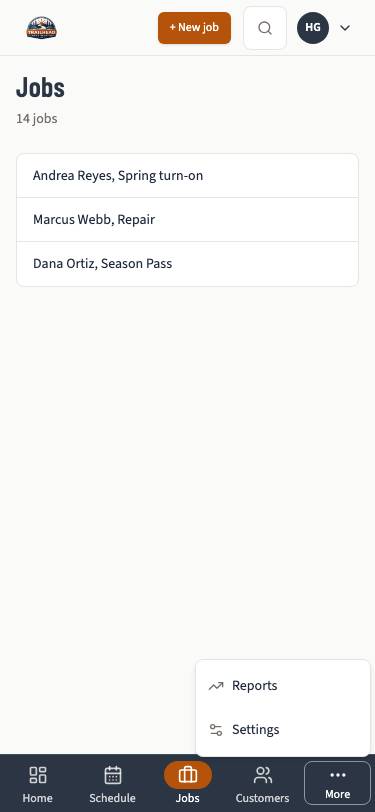 TRAILHEAD
+ New job
HG
Jobs
14 jobs
Andrea Reyes, Spring turn-on
Marcus Webb, Repair
Dana Ortiz, Season Pass
Reports
Settings
Home
Schedule
Jobs
Customers
More